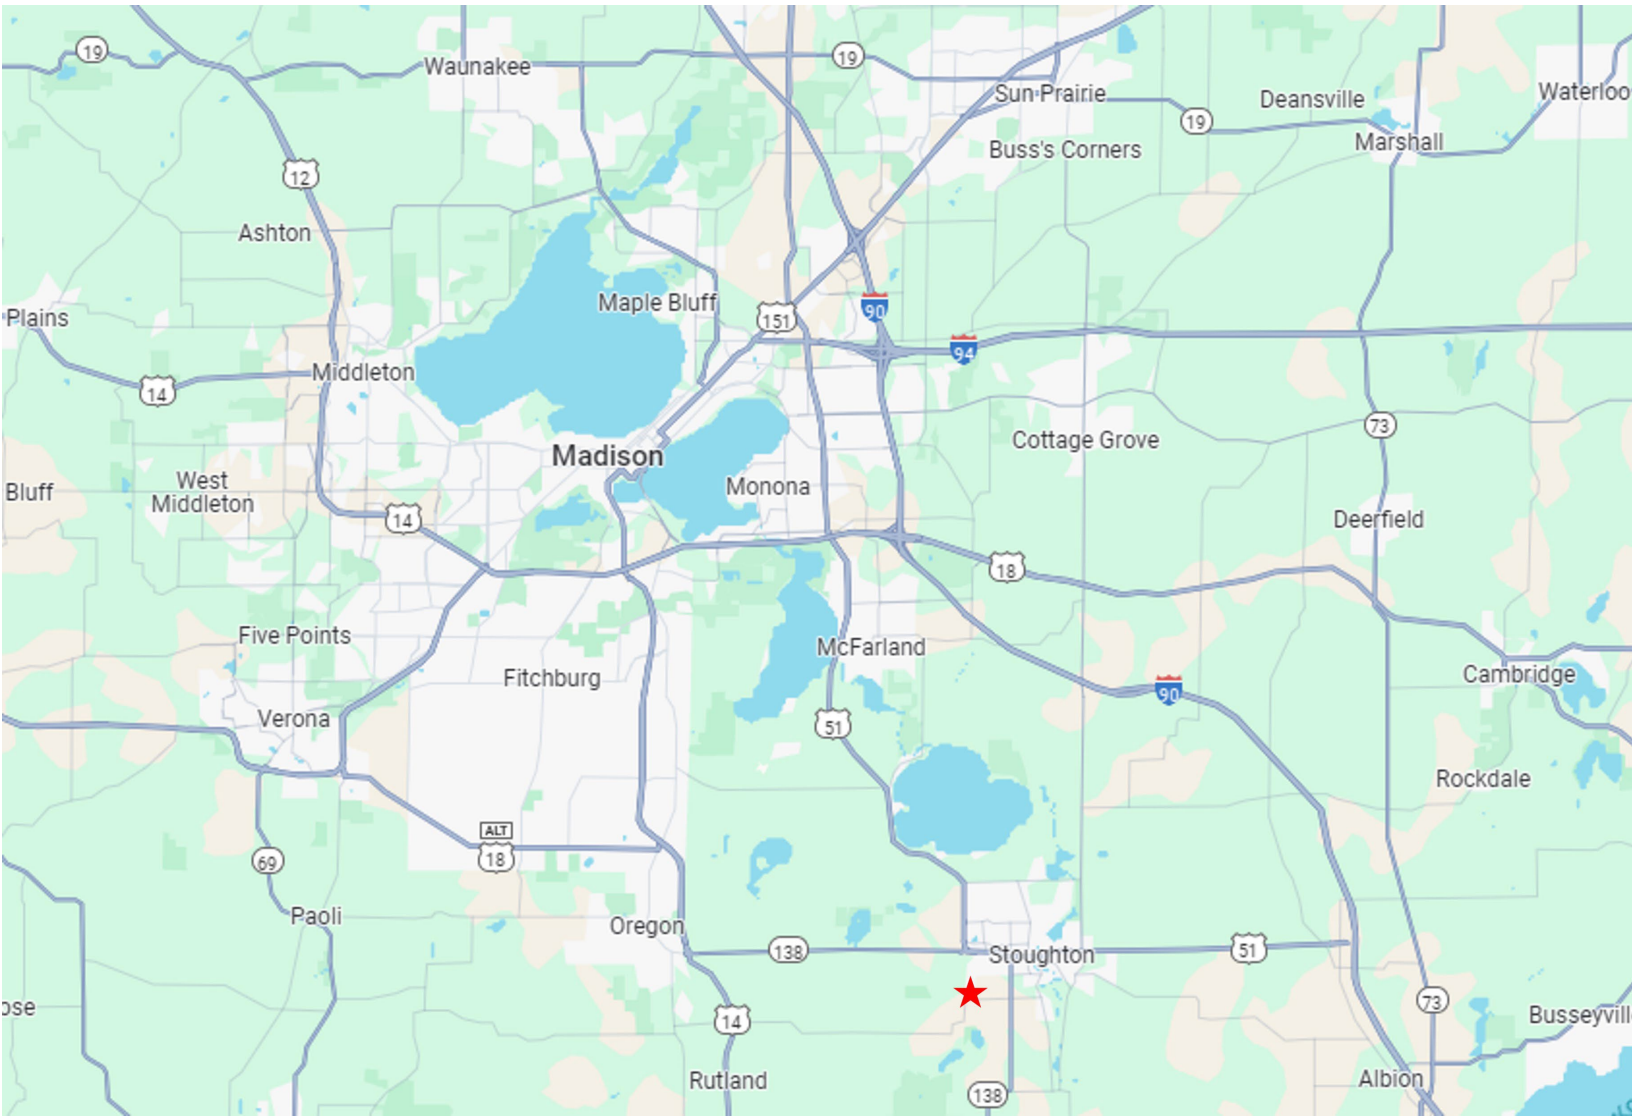 19
Waunakee
19
Sun Prairie
Deansville
Waterloo
19
Marshall
Buss's Corners
12
Ashton
Plains
Maple Bluff
151
90
94
Middleton
14
73
Cottage Grove
Madison
Bluff
West
Middleton
Monona
14
Deerfield
18
Five Points
McFarland
Fitchburg
Cambridge
90
Verona
51
Rockdale
ALT
18
69
Paoli
Oregon
138
Stoughton
51
ose
73
Busseyvill
14
Rutland
Albion
138